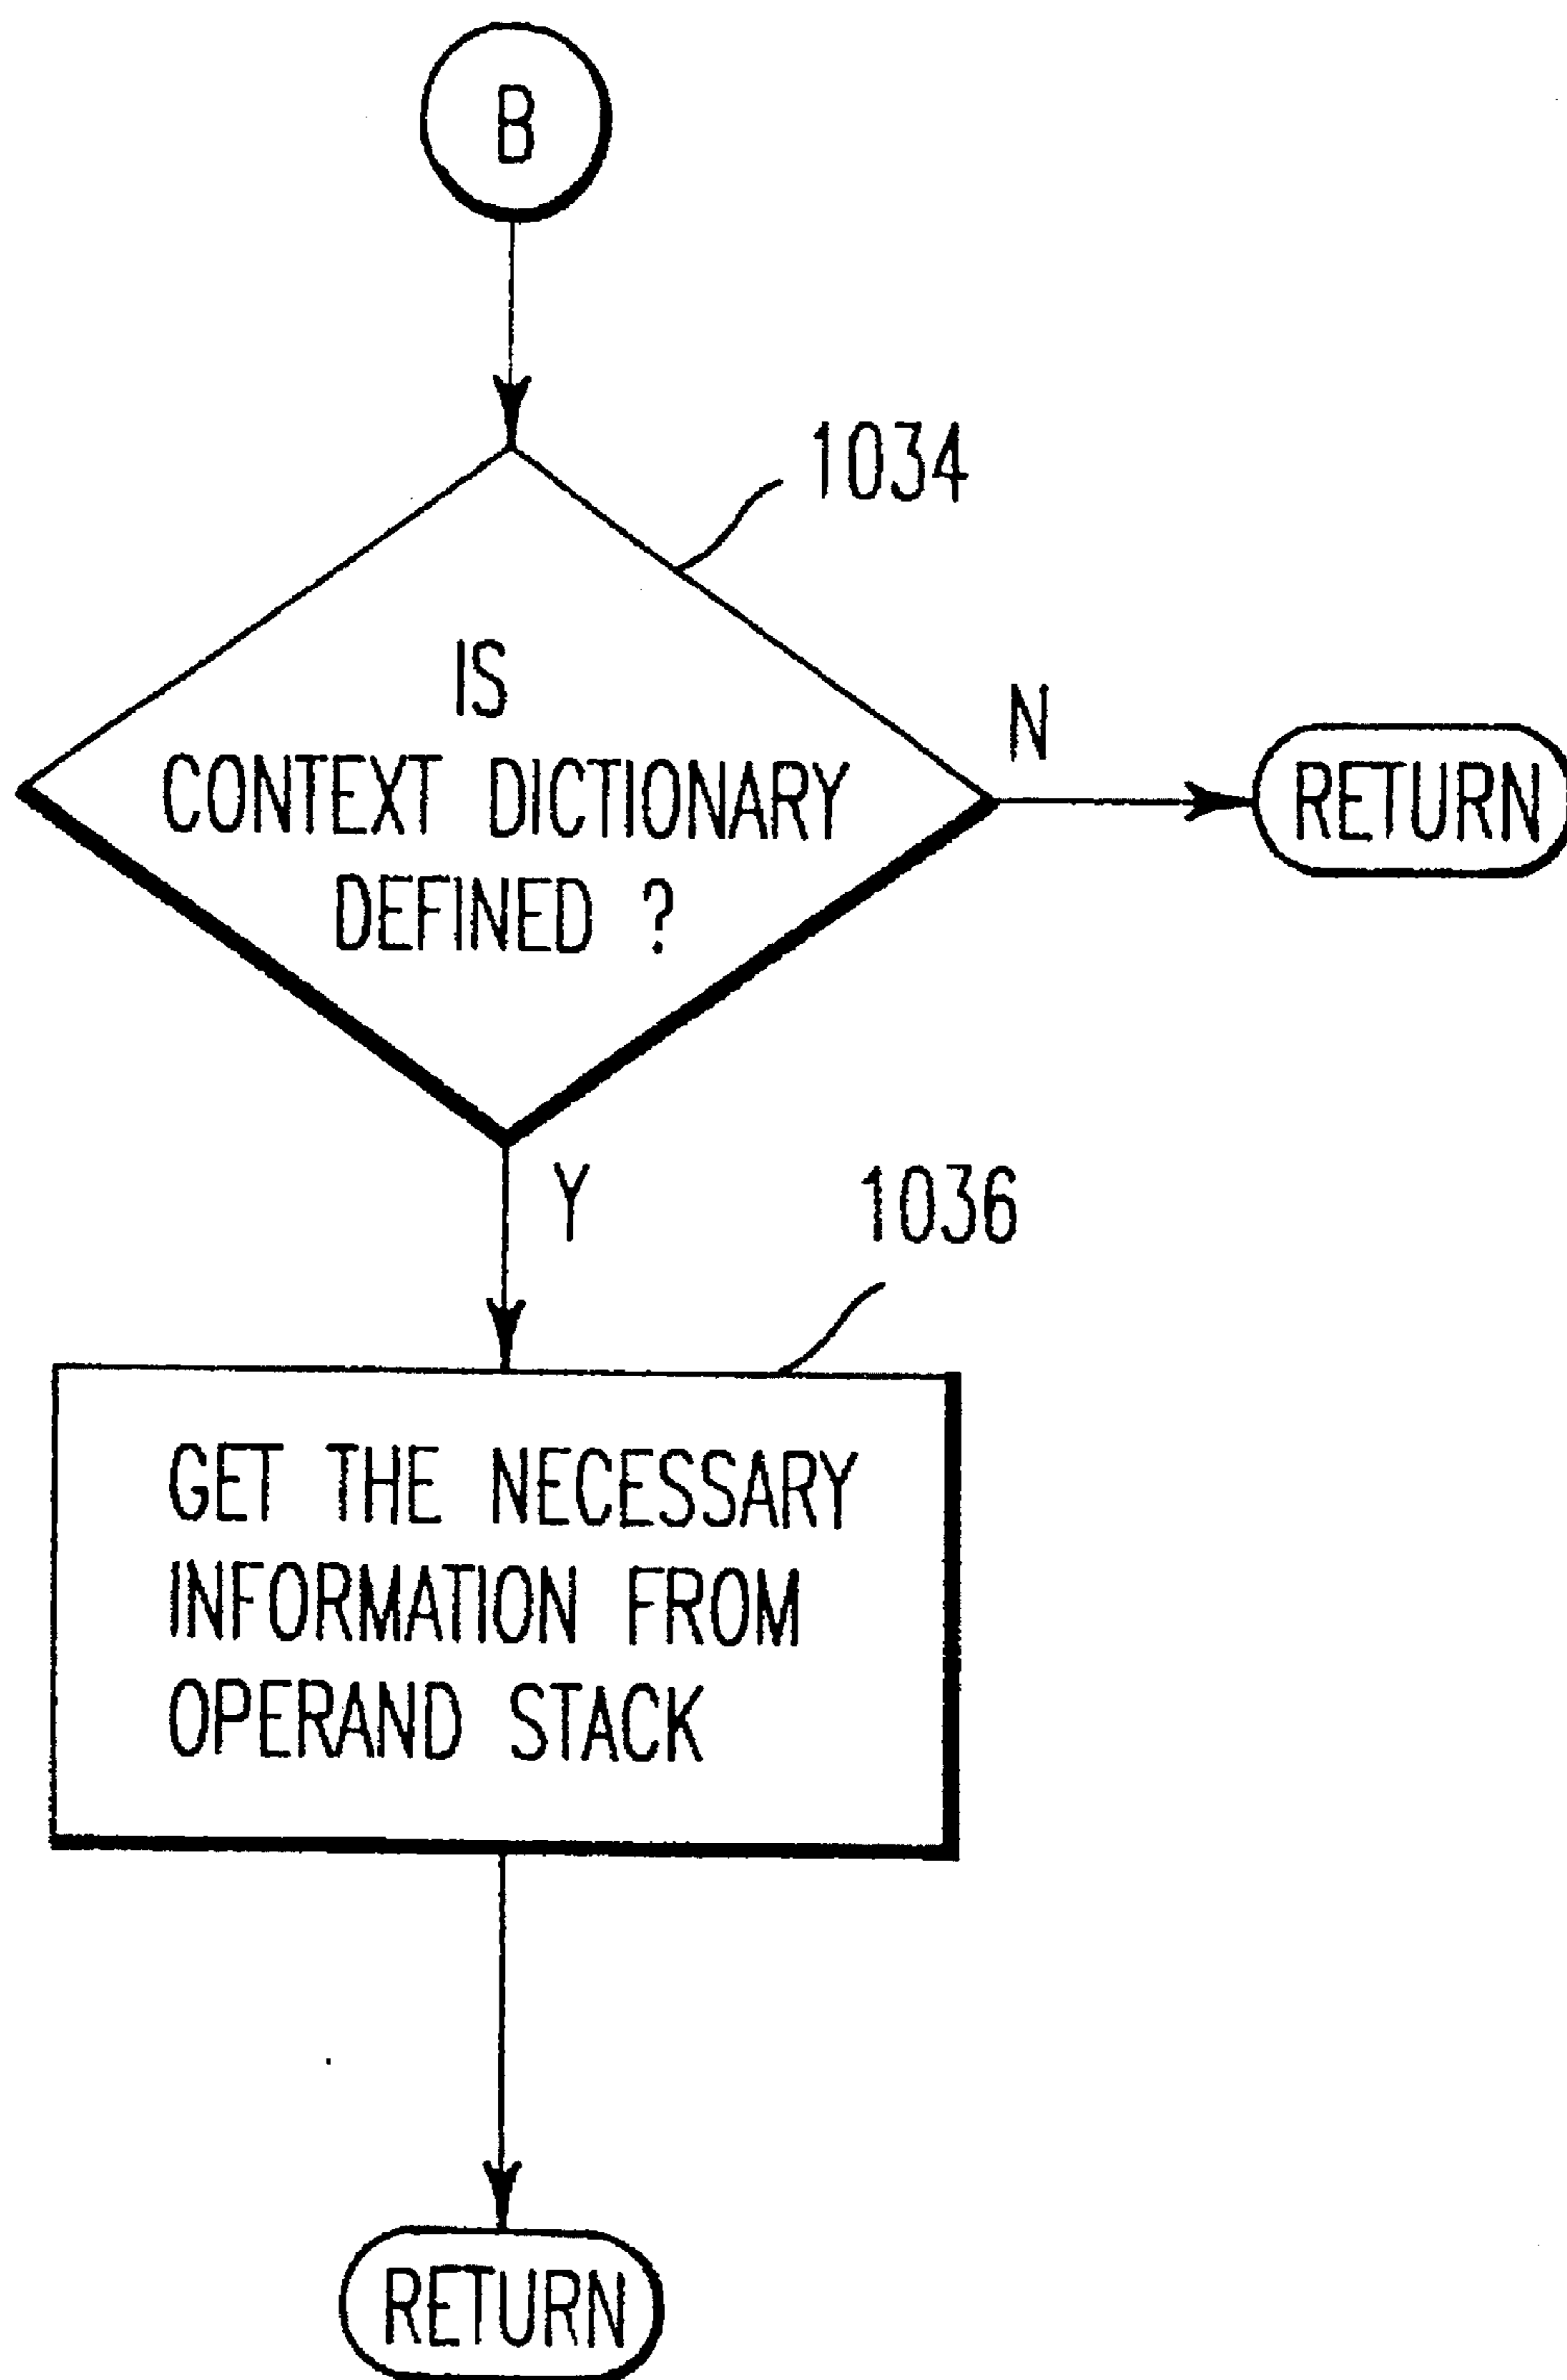 B
1034
IS
CONTEXT DICTIONARY
DEFINED ?
N
RETURN
Y
1036
GET THE NECESSARY
INFORMATION FROM
OPERAND STACK
RETURN